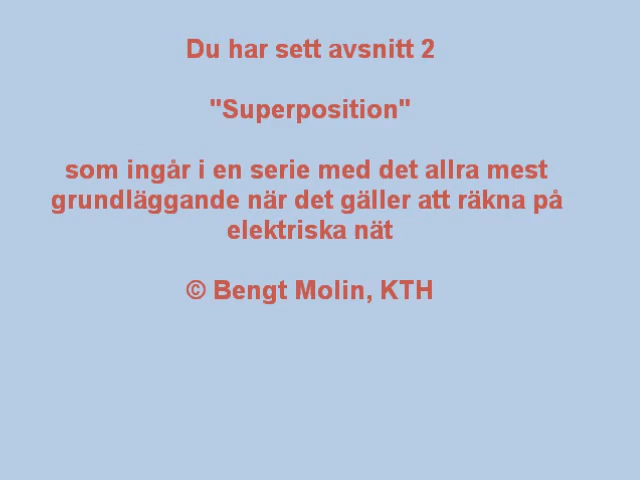 Du har sett avsnitt 2
"Superposition"
som ingår i en serie med det allra mest
grundläggande när det gäller att räkna på
elektriska nät
© Bengt Molin, KTH